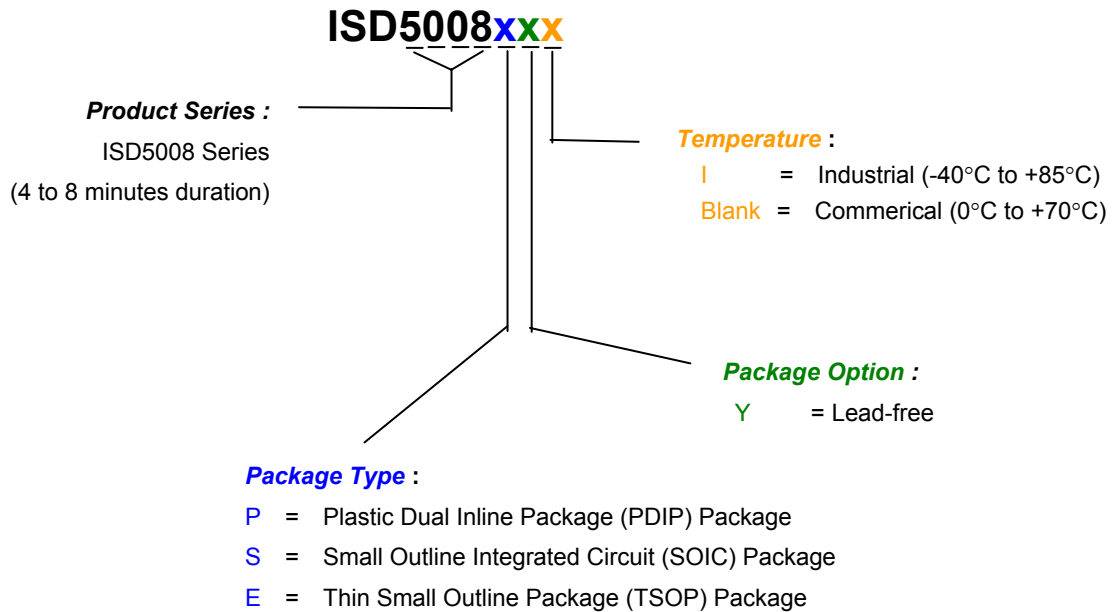 ISD5008xxx
Product Series :
ISD5008 Series
(4 to 8 minutes duration)
Temperature :
I = Industrial (-40°C to +85°C)
Blank = Commerical (0°C to +70°C)
Package Option :
Y = Lead-free
Package Type :
P = Plastic Dual Inline Package (PDIP) Package
S = Small Outline Integrated Circuit (SOIC) Package
E = Thin Small Outline Package (TSOP) Package